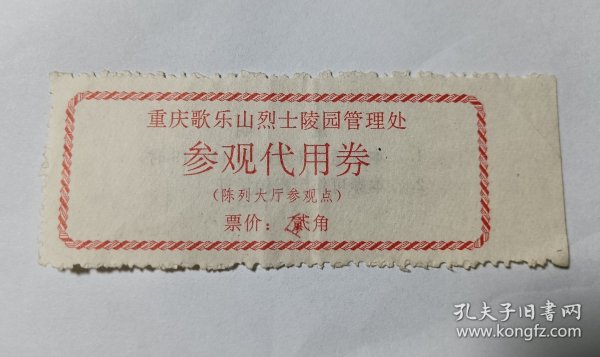 重庆歌乐山烈士陵园管理处
参观代用券
(陈列大厅参观点)
票价：贰角
孔夫子旧书网
www.kongfz.com